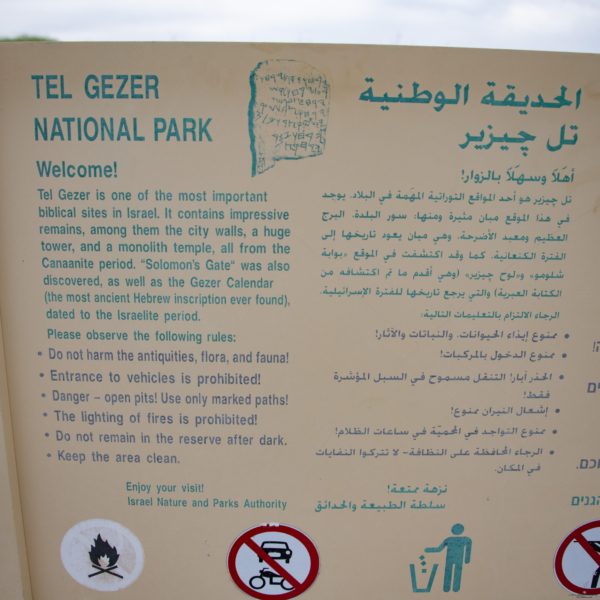 TEL GEZER
NATIONAL PARK
Welcome!
Tel Gezer is one of the most important
biblical sites in Israel. It contains impressive
remains, among them the city walls, a huge
tower, and a monolith temple, all from the
Canaanite period. "Solomon's Gate" was also
discovered, as well as the Gezer Calendar
(the most ancient Hebrew inscription ever found),
dated to the Israelite period.
Please observe the following rules:
• Do not harm the antiquities, flora, and fauna!
• Entrance to vehicles is prohibited!
• Danger – open pits! Use only marked paths!
• The lighting of fires is prohibited!
• Do not remain in the reserve after dark.
• Keep the area clean.
Enjoy your visit!
Israel Nature and Parks Authority
الحديقة الوطنية
تل چيزير
أهلاً وسهلاً بالزوار!
تل چيزير هو أحد المواقع التوراتية المهمة في البلاد. يوجد
في هذا الموقع مبان مثيرة ومنها: سور البلدة، البرج
العظيم ومعبد الأضرحة، وهي مبان يعود تاريخها إلى
الفترة الكنعانية. كما وقد اكتشفت في الموقع «بوابة
شلومو» و«لوح چيزير» (وهي أقدم ما تم اكتشافه من
الكتابة العبرية) والتي يرجع تاريخها للفترة الإسرائيلية.
الرجاء الالتزام بالتعليمات التالية:
• ممنوع إيذاء الحيوانات، والنباتات والآثار!
• ممنوع الدخول بالمركبات!
• الحذر آبار! التنقل مسموح في السبل المؤشرة
فقط!
• إشعال النيران ممنوع!
• ممنوع التواجد في المحمية في ساعات الظلام!
• الرجاء المحافظة على النظافة- لا تتركوا النفايات
في المكان.
نزهة ممتعة!
سلطة الطبيعة والحدائق